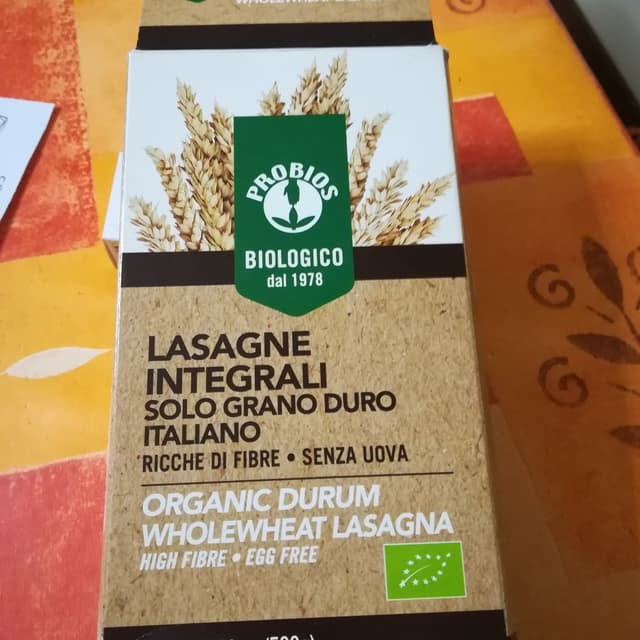 PROBIOS
BIOLOGICO
dal 1978
LASAGNE
INTEGRALI
SOLO GRANO DURO
ITALIANO
RICCHE DI FIBRE • SENZA UOVA
ORGANIC DURUM
WHOLEWHEAT LASAGNA
HIGH FIBRE • EGG FREE